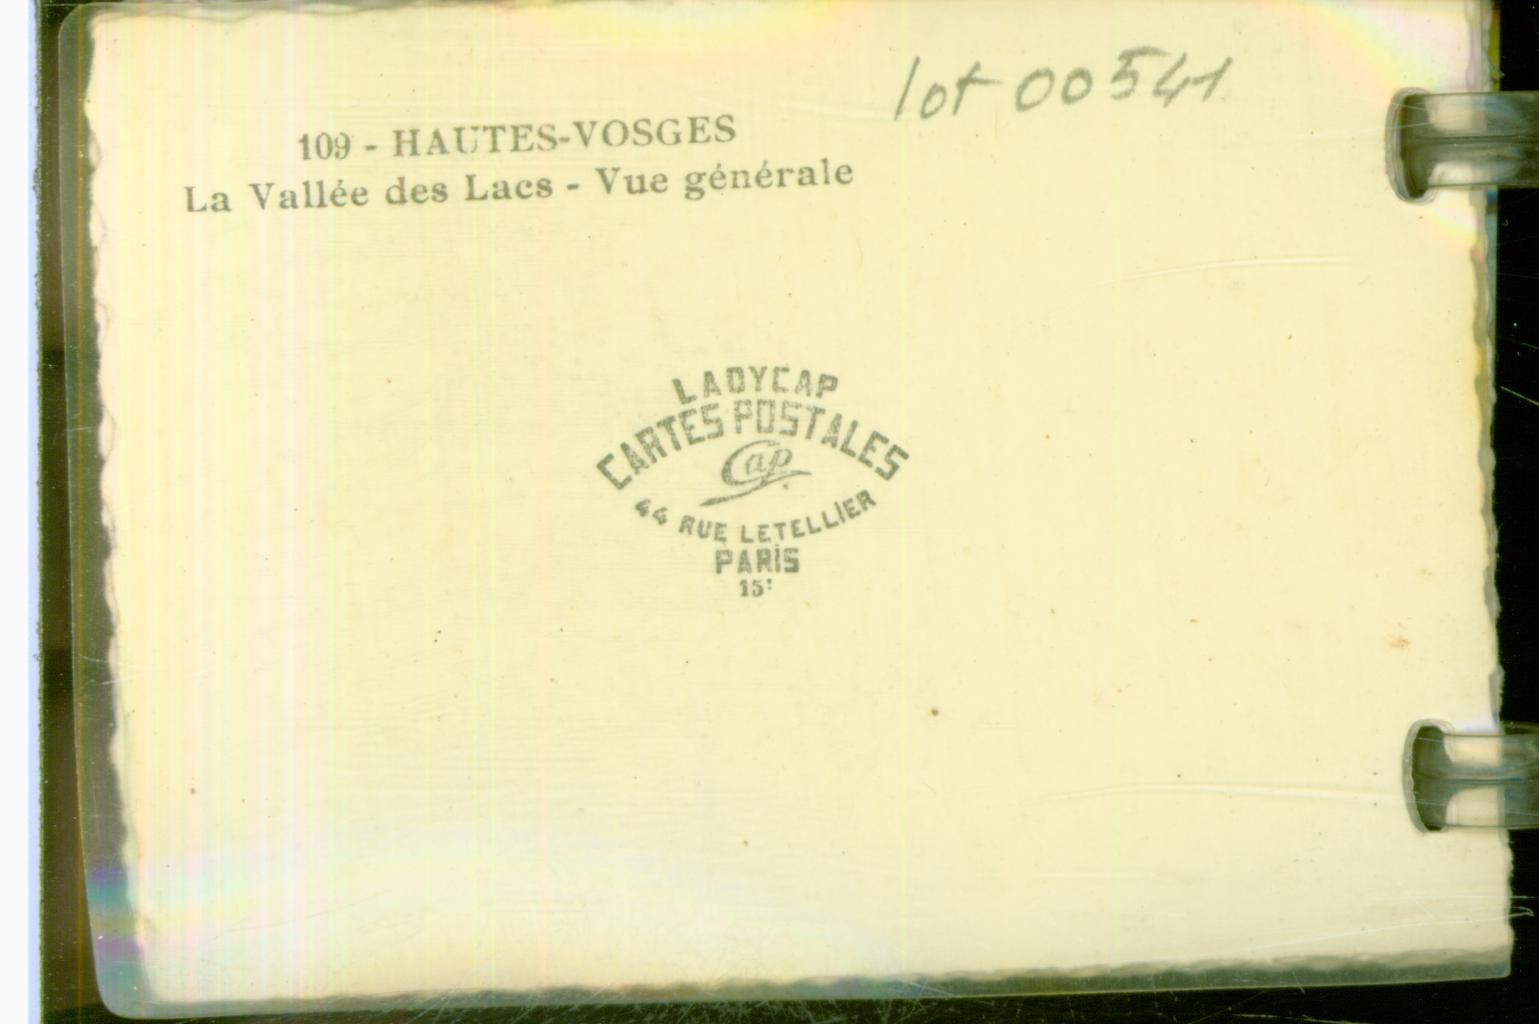 lot 00541
109 - HAUTES-VOSGES
La Vallée des Lacs - Vue générale
LADYCAP
CARTES POSTALES
Cap
44 RUE LETELLIER
PARIS
15: